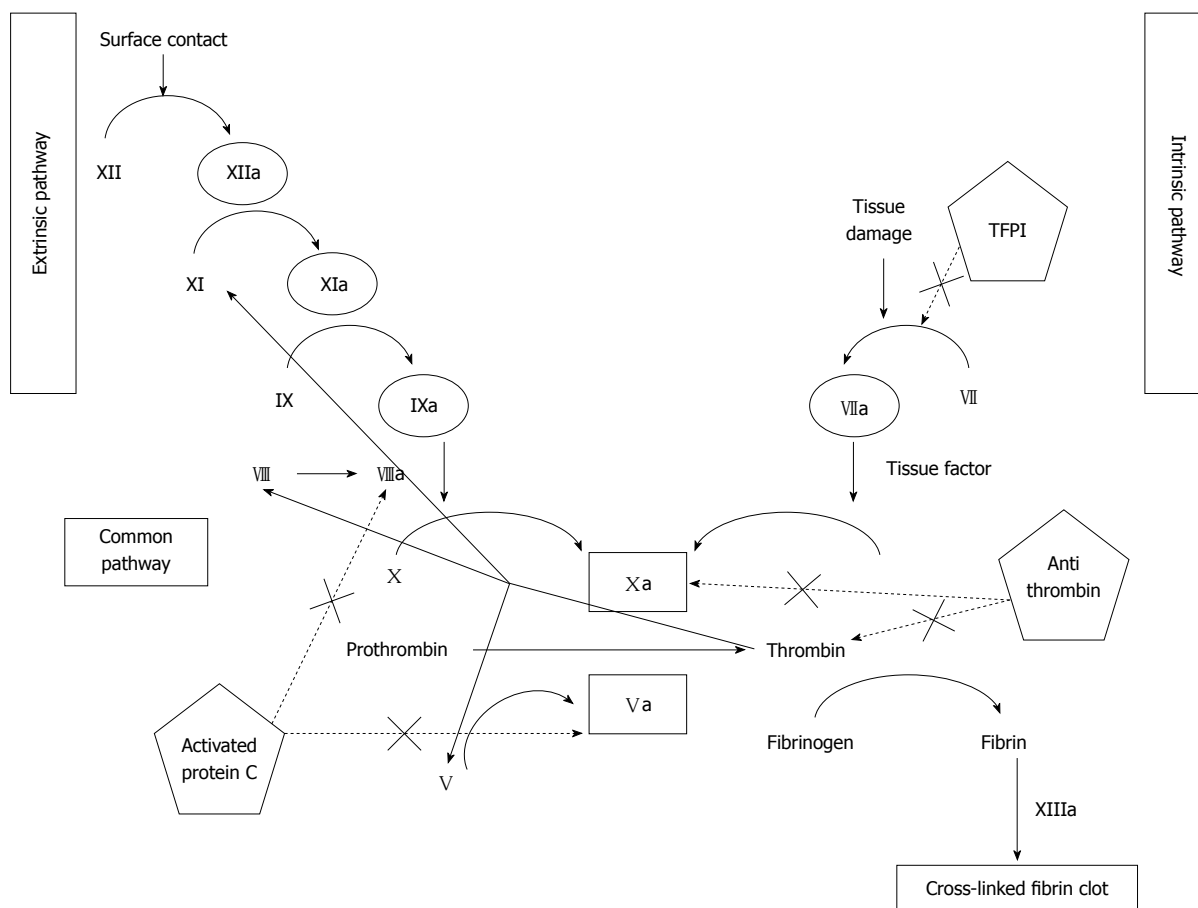 Surface contact
Extrinsic pathway
Intrinsic pathway
XII
XIIa
TFPI
Tissue
damage
XI
XIa
IX
IXa
Ⅶa
Ⅶ
Ⅷ
Ⅷa
Tissue factor
Common
pathway
Ⅹ
Ⅹa
Anti
thrombin
Prothrombin
Thrombin
Activated
protein C
Ⅴa
Ⅴ
Fibrinogen
Fibrin
XIIIa
Cross-linked fibrin clot